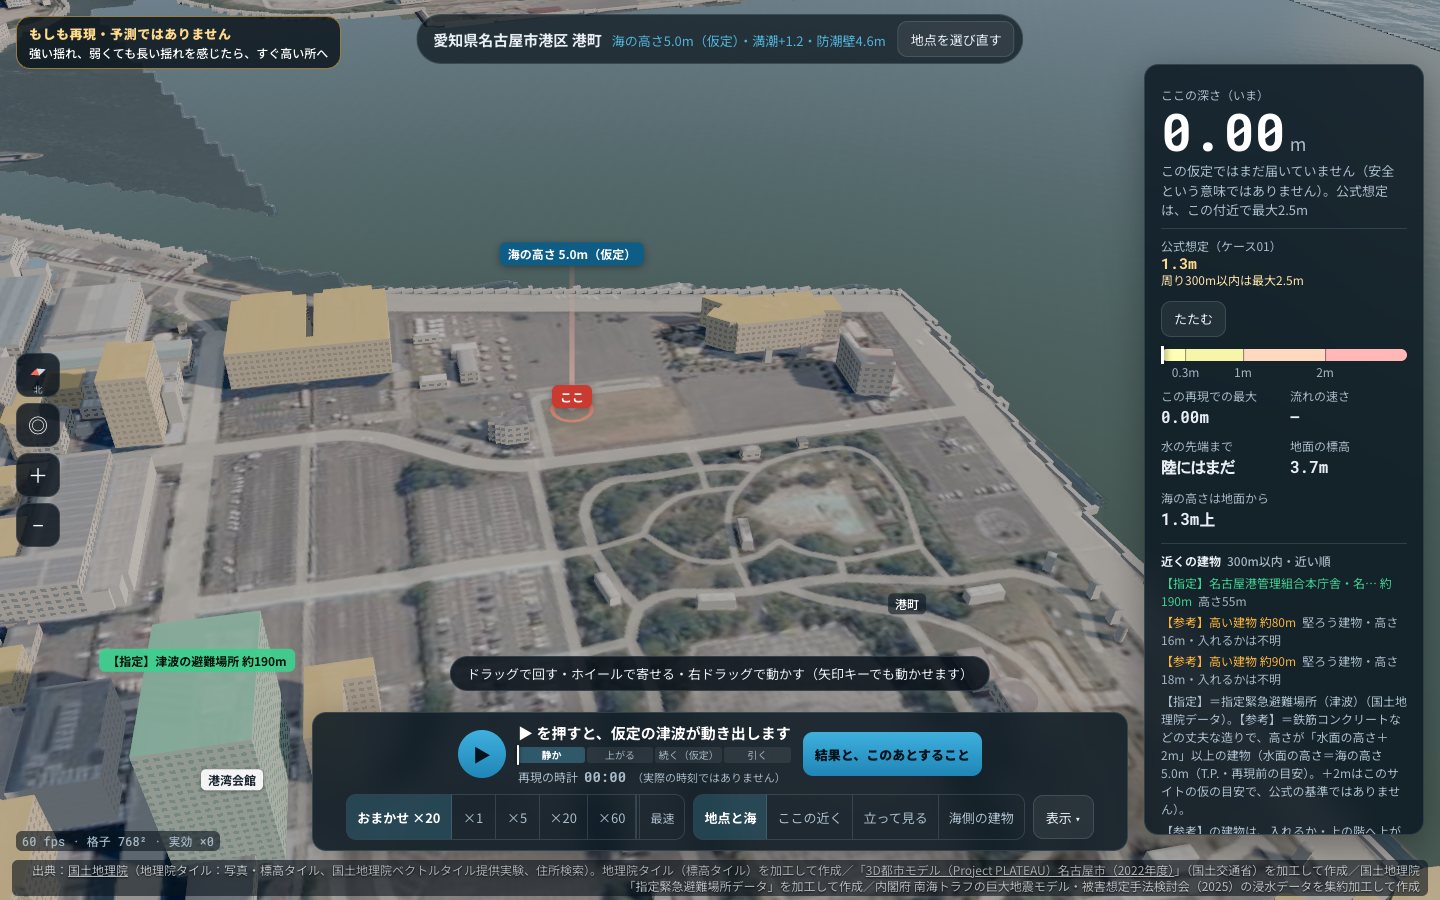 もしも再現・予測ではありません
強い揺れ、弱くても長い揺れを感じたら、すぐ高い所へ
愛知県名古屋市港区 港町
海の高さ5.0m（仮定）・満潮+1.2・防潮壁4.6m
地点を選び直す
ここの深さ（いま）
0.00 m
この仮定ではまだ届いていません（安全
という意味ではありません）。公式想定
は、この付近で最大2.5m
公式想定（ケース01）
1.3m
周り300m以内は最大2.5m
たたむ
0.3m 1m 2m
この再現での最大 流れの速さ
0.00m –
水の先端まで 地面の標高
陸にはまだ 3.7m
海の高さは地面から
1.3m上
近くの建物 300m以内・近い順
【指定】名古屋港管理組合本庁舎・名… 約
190m 高さ55m
【参考】高い建物 約80m 堅ろう建物・高さ
16m・入れるかは不明
【参考】高い建物 約90m 堅ろう建物・高さ
18m・入れるかは不明
【指定】＝指定緊急避難場所（津波）（国土地
理院データ）。【参考】＝鉄筋コンクリートな
どの丈夫な造りで、高さが「水面の高さ＋
2m」以上の建物（水面の高さ＝海の高さ
5.0m（T.P.・再現前の目安）。＋2mはこのサ
イトの仮の目安で、公式の基準ではありませ
ん）。
【参考】の建物は、入れるか・上の階へ上が
海の高さ 5.0m（仮定）
ここ
北
＋
−
港町
【指定】津波の避難場所 約190m
港湾会館
ドラッグで回す・ホイールで寄せる・右ドラッグで動かす（矢印キーでも動かせます）
▶ を押すと、仮定の津波が動き出します
静か 上がる 続く（仮定） 引く
再現の時計 00:00 （実際の時刻ではありません）
結果と、このあとすること
おまかせ ×20 ×1 ×5 ×20 ×60 最速
地点と海 ここの近く 立って見る 海側の建物
表示 ▾
60 fps · 格子 768² · 実効 ×0
出典：国土地理院（地理院タイル：写真・標高タイル、国土地理院ベクトルタイル提供実験、住所検索）。地理院タイル（標高タイル）を加工して作成／「3D都市モデル（Project PLATEAU）名古屋市（2022年度）」（国土交通省）を加工して作成／国土地理院
「指定緊急避難場所データ」を加工して作成／内閣府 南海トラフの巨大地震モデル・被害想定手法検討会（2025）の浸水データを集約加工して作成